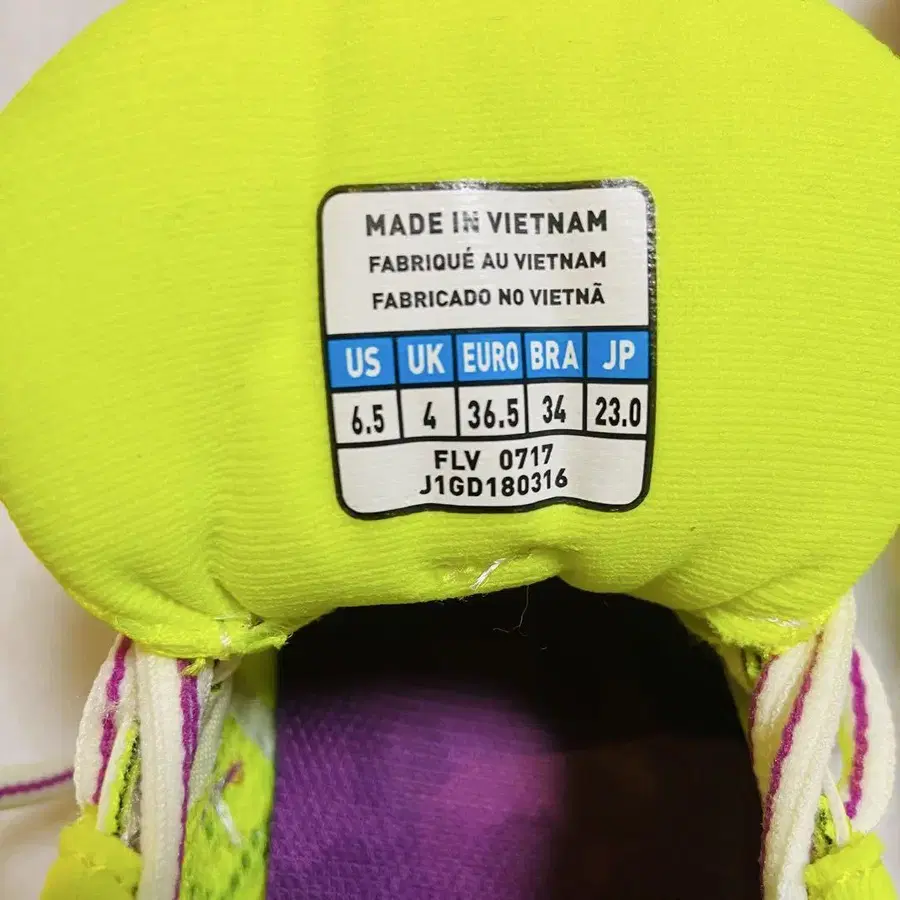 MADE IN VIETNAM
FABRIQUÉ AU VIETNAM
FABRICADO NO VIETNÃ
US UK EURO BRA JP
6.5 4 36.5 34 23.0
FLV 0717
J1GD180316